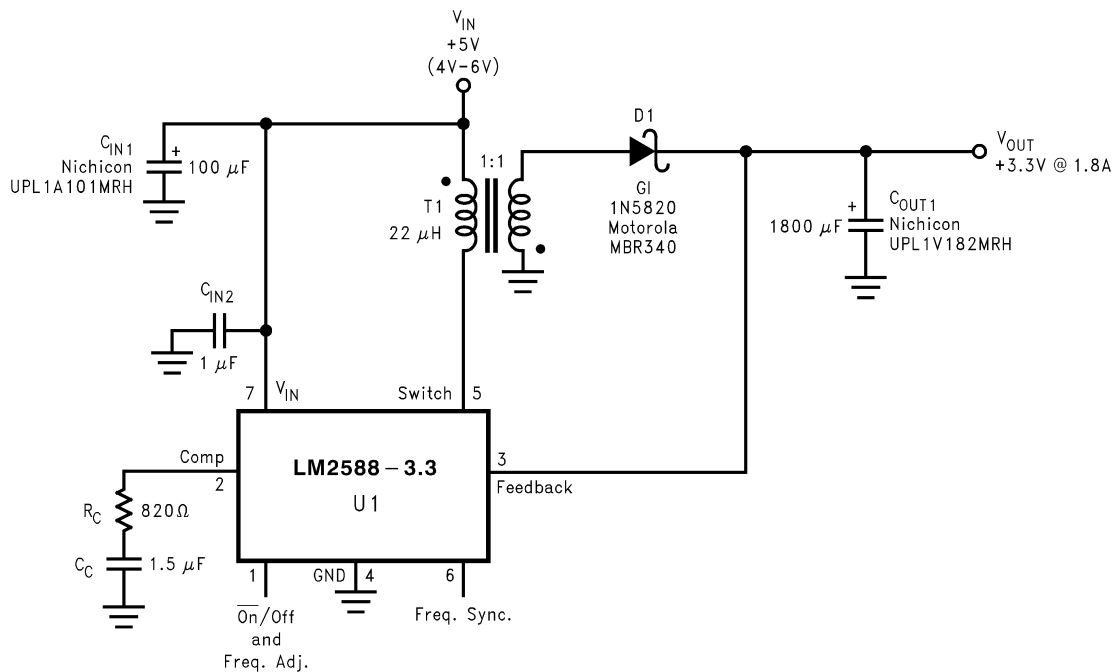 V_IN
+5V
(4V-6V)
C_IN1
Nichicon
UPL1A101MRH
+
100 μF
1:1
T1
22 μH
D1
GI
1N5820
Motorola
MBR340
V_OUT
+3.3V @ 1.8A
+
1800 μF
C_OUT1
Nichicon
UPL1V182MRH
C_IN2
1 μF
7 V_IN
Switch 5
Comp
2
LM2588-3.3
U1
3
Feedback
R_C 820Ω
C_C 1.5 μF
1
GND 4
6
On/Off
and
Freq. Adj.
Freq. Sync.